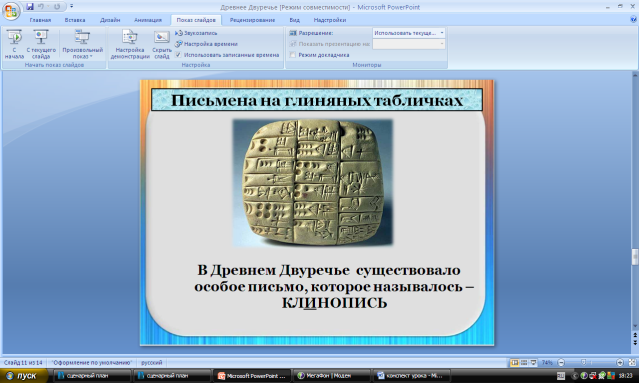 Древнее Двуречье [Режим совместимости] - Microsoft PowerPoint
Главная Вставка Дизайн Анимация Показ слайдов Рецензирование Вид Надстройки
С начала
С текущего слайда
Произвольный показ
Настройка демонстрации
Скрыть слайд
Звукозапись
Настройка времени
Использовать записанные времена
Разрешение: Использовать текуще...
Показать презентацию на:
Режим докладчика
Начать показ слайдов Настройка Мониторы
Письмена на глиняных табличках
В Древнем Двуречье существовало
особое письмо, которое называлось –
КЛИНОПИСЬ
Слайд 11 из 14 "Оформление по умолчанию" русский 74%
пуск сценарный план сценарный план Microsoft PowerPoint ... МегаФон | Модем конспект урока - Mi... 18:23